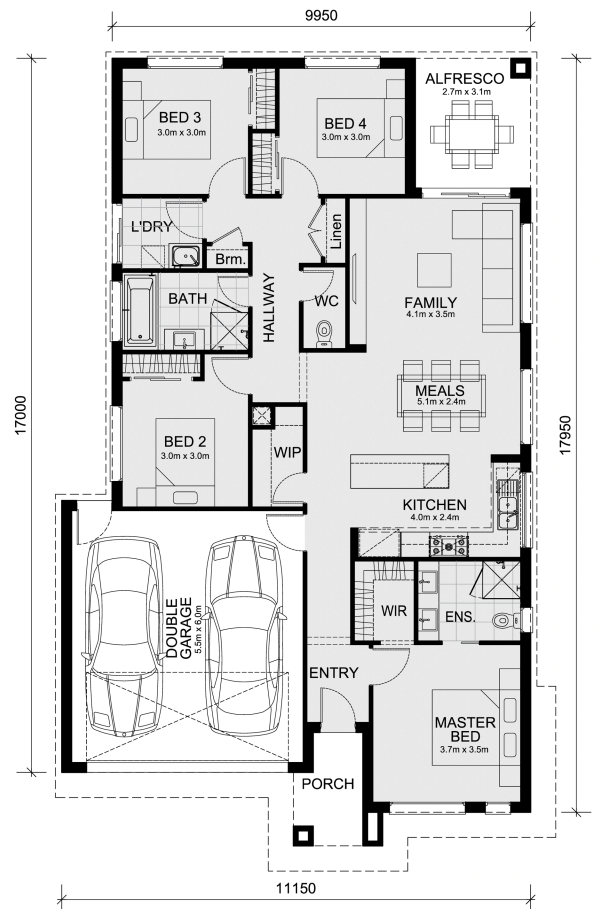 9950
ALFRESCO
2.7m x 3.1m
BED 3
3.0m x 3.0m
BED 4
3.0m x 3.0m
L'DRY
Brm.
Linen
BATH
HALLWAY
WC
FAMILY
4.1m x 3.5m
MEALS
5.1m x 2.4m
17000
17950
BED 2
3.0m x 3.0m
WIP
KITCHEN
4.0m x 2.4m
DOUBLE
GARAGE
5.5m x 6.0m
WIR
ENS.
ENTRY
MASTER
BED
3.7m x 3.5m
PORCH
11150